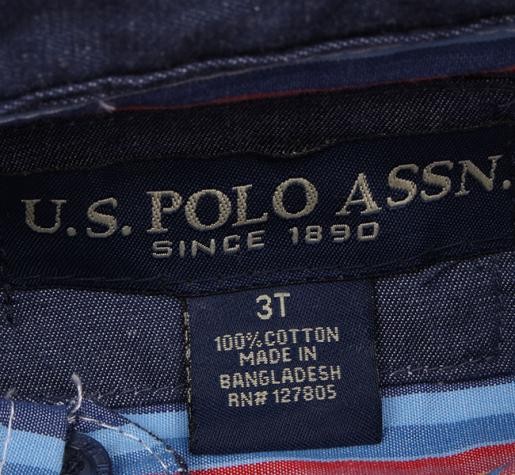 U.S. POLO ASSN.
SINCE 1890
3T
100% COTTON
MADE IN
BANGLADESH
RN# 127805